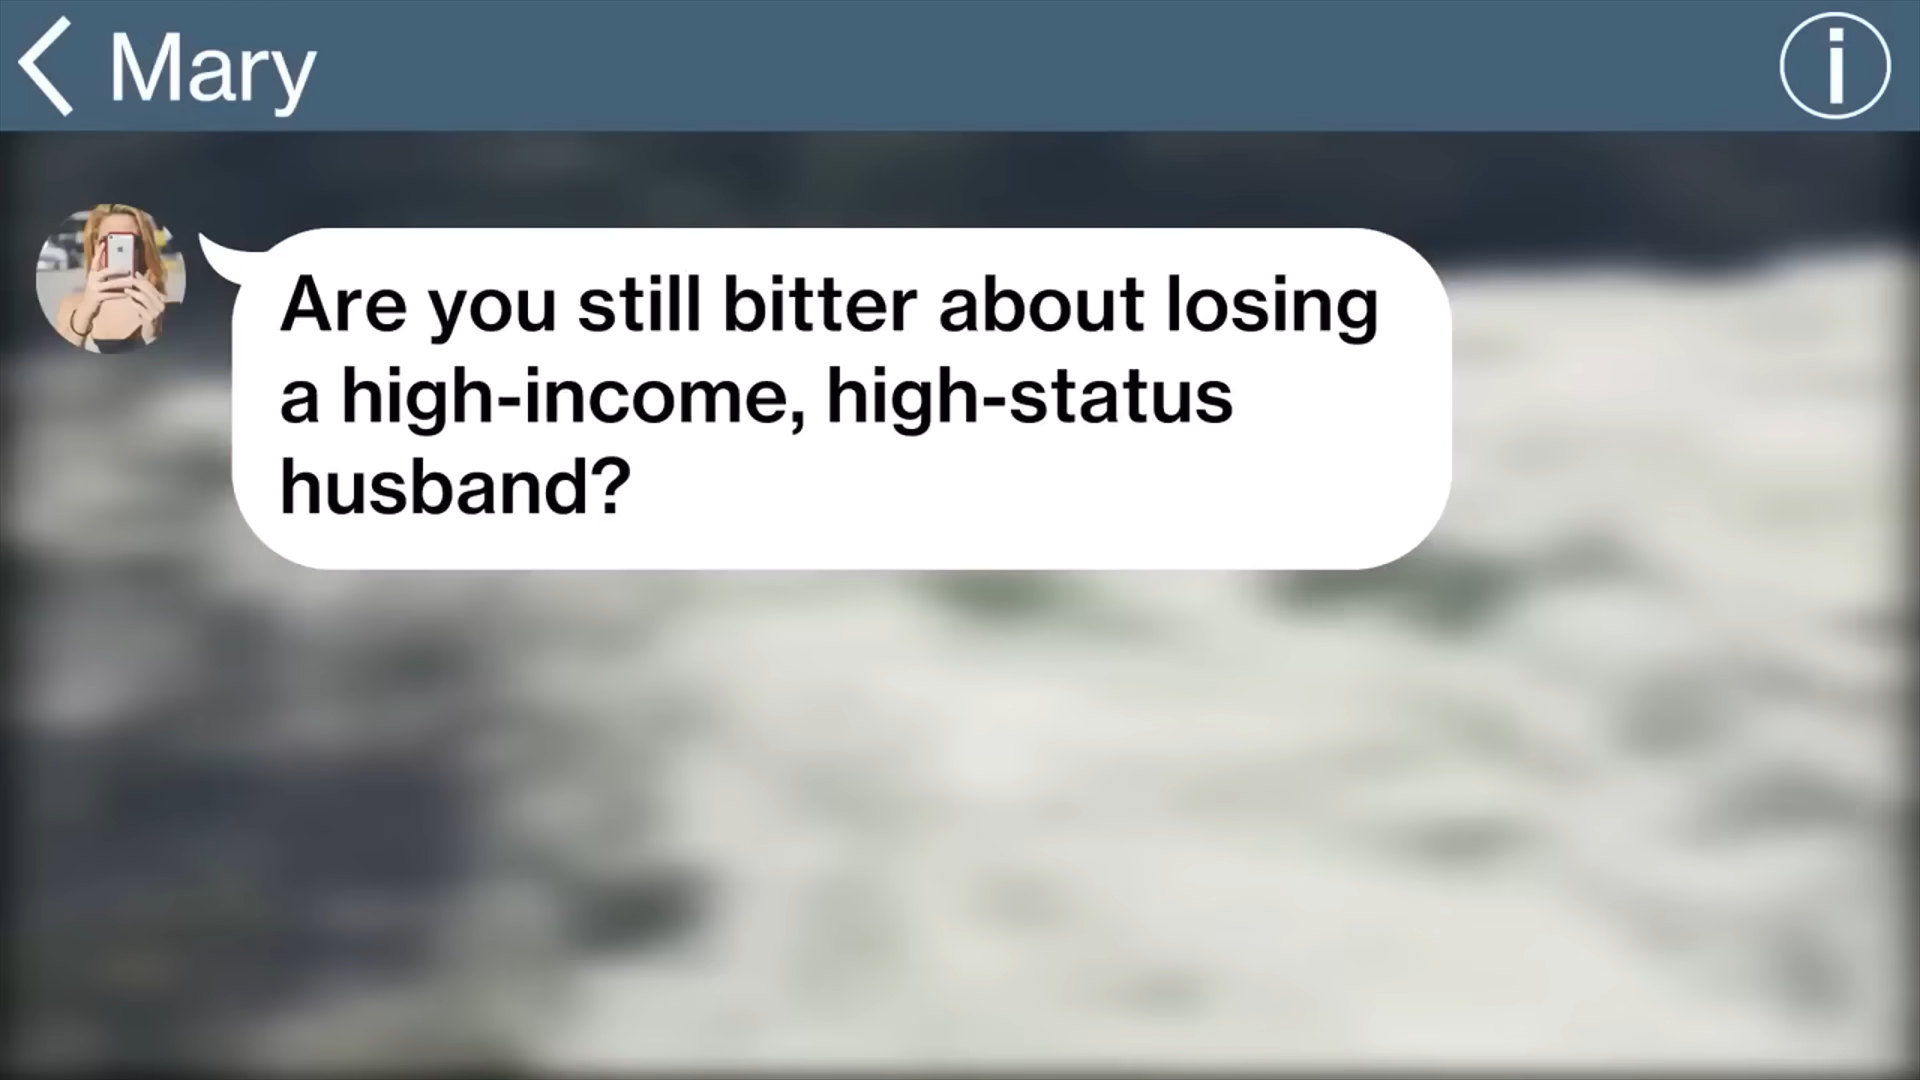 Mary
Are you still bitter about losing
a high-income, high-status
husband?